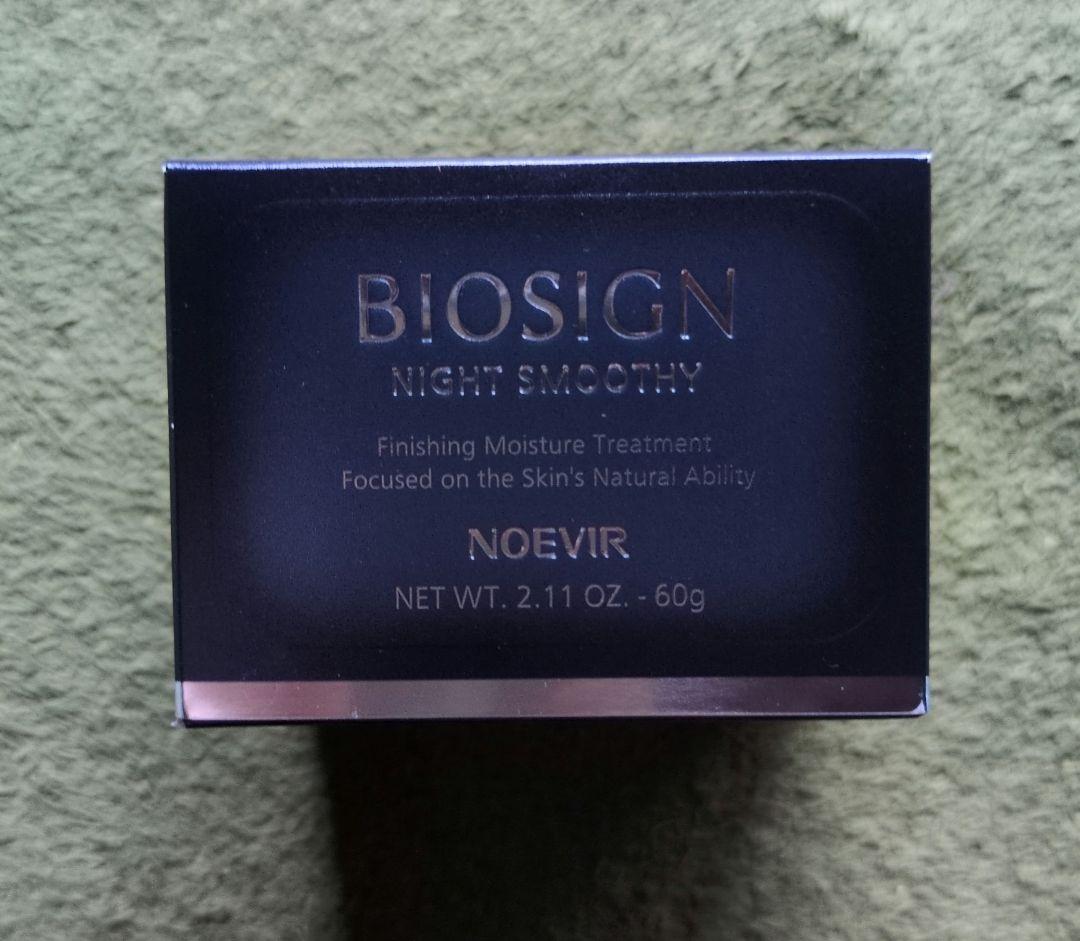 BIOSIGN
NIGHT SMOOTHY
Finishing Moisture Treatment
Focused on the Skin's Natural Ability
NOEVIR
NET WT. 2.11 OZ. - 60g